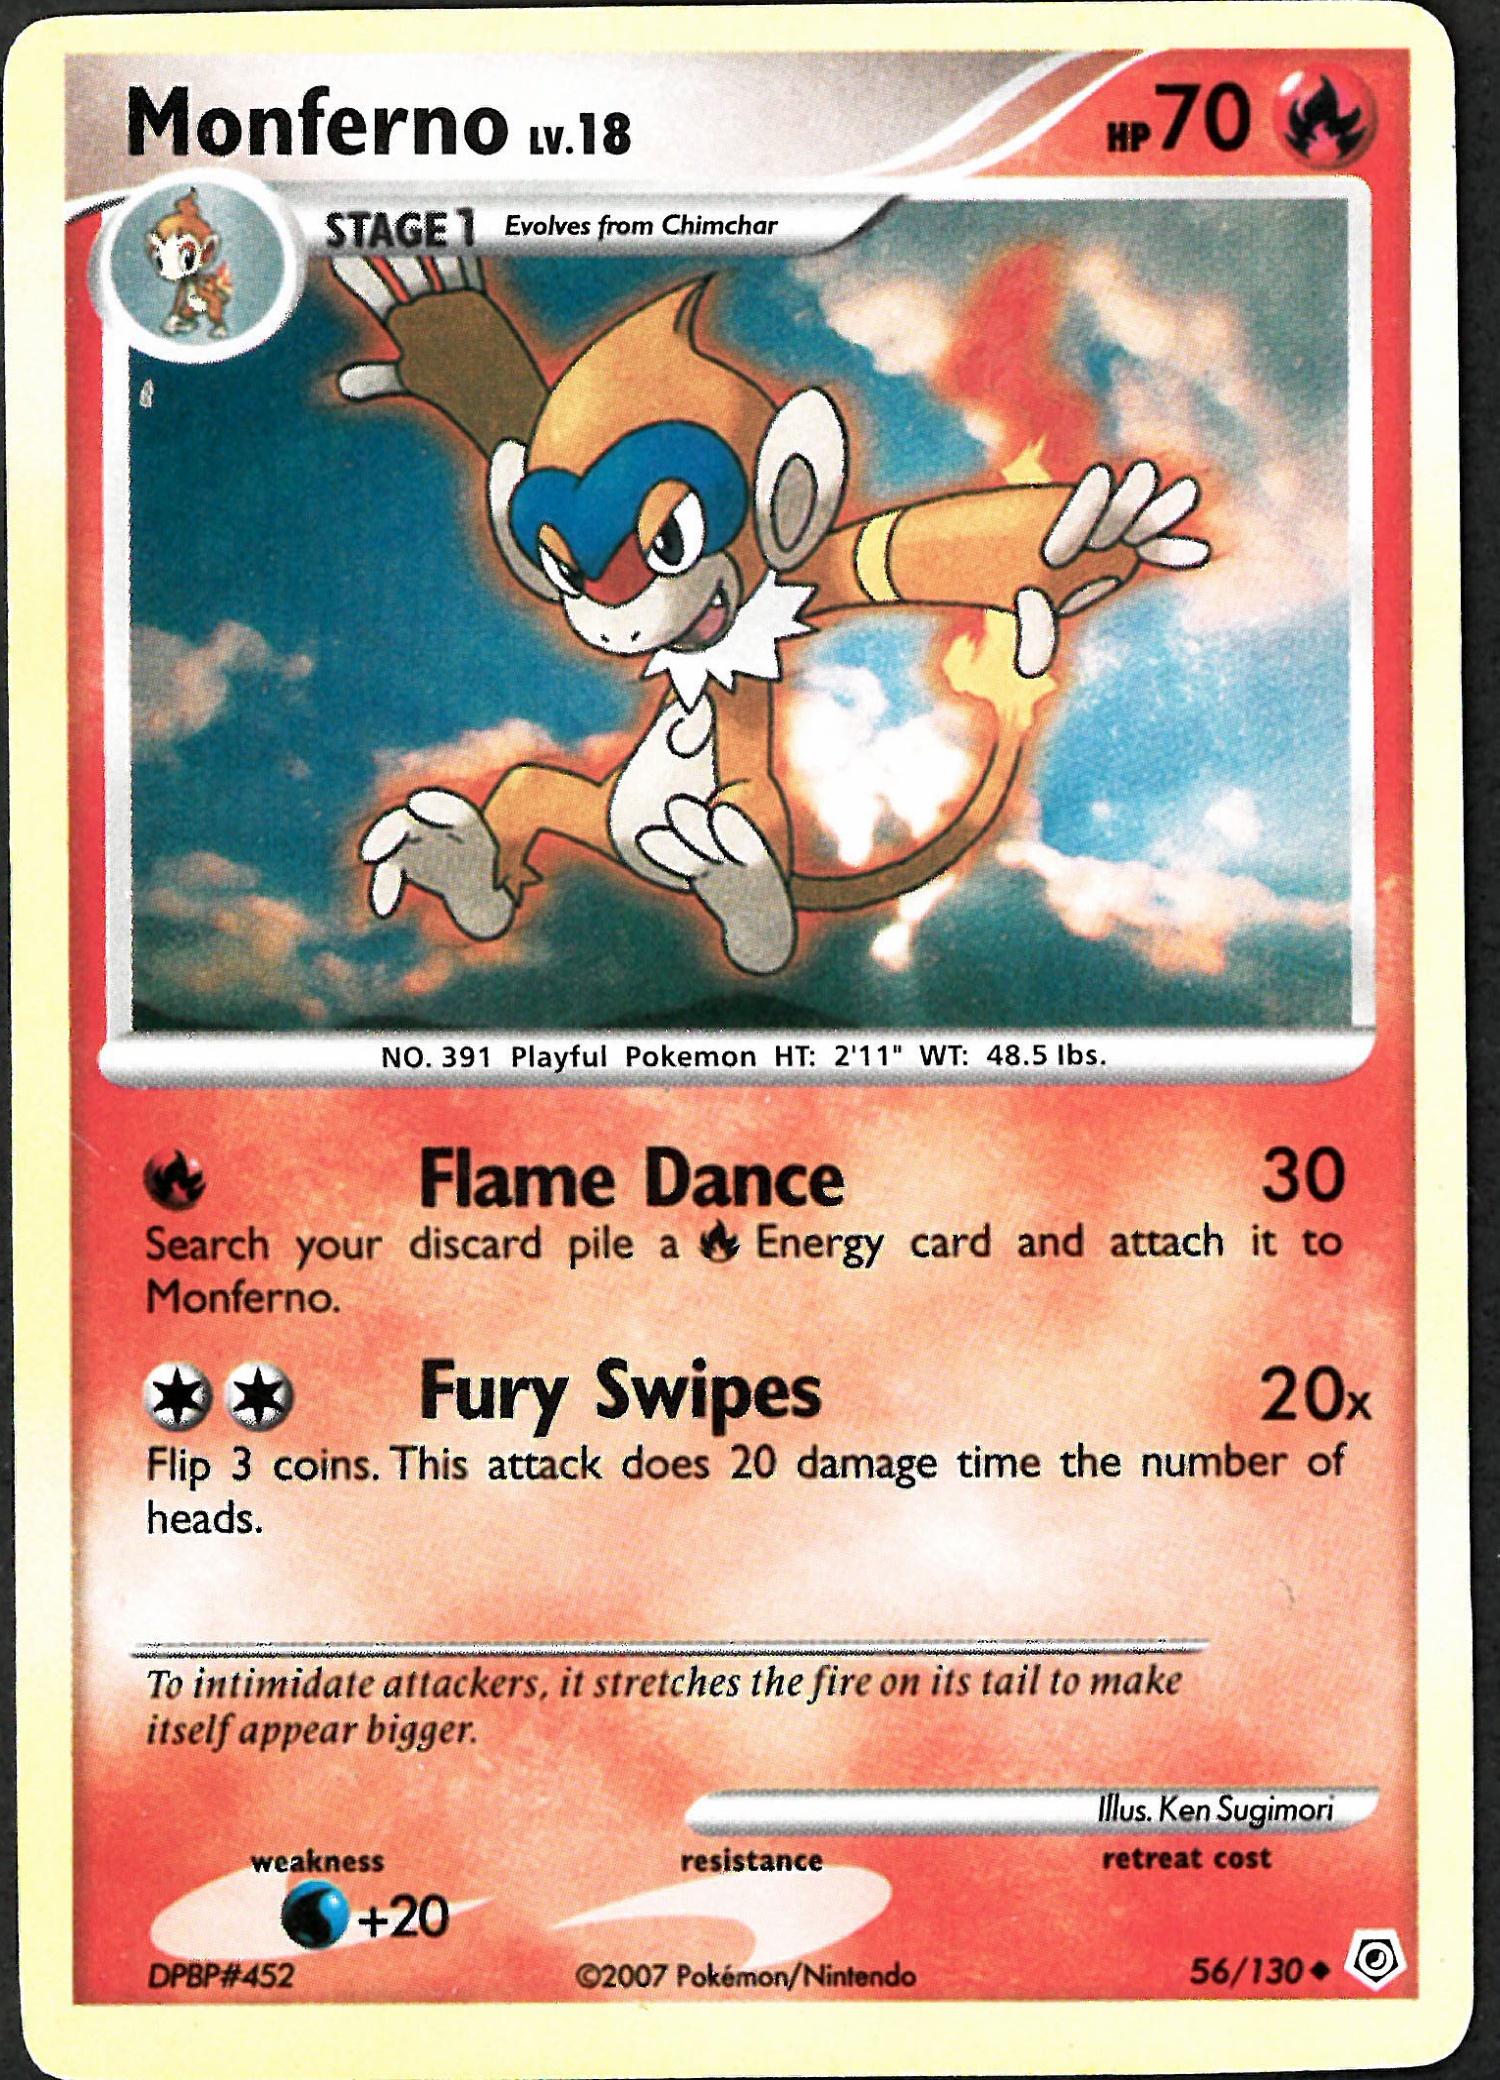 Monferno LV.18
HP 70
STAGE 1 Evolves from Chimchar
NO. 391 Playful Pokemon HT: 2'11" WT: 48.5 lbs.
Flame Dance 30
Search your discard pile a Energy card and attach it to
Monferno.
Fury Swipes 20x
Flip 3 coins. This attack does 20 damage time the number of
heads.
To intimidate attackers, it stretches the fire on its tail to make
itself appear bigger.
Illus. Ken Sugimori
weakness resistance retreat cost
+20
DPBP#452 ©2007 Pokémon/Nintendo 56/130